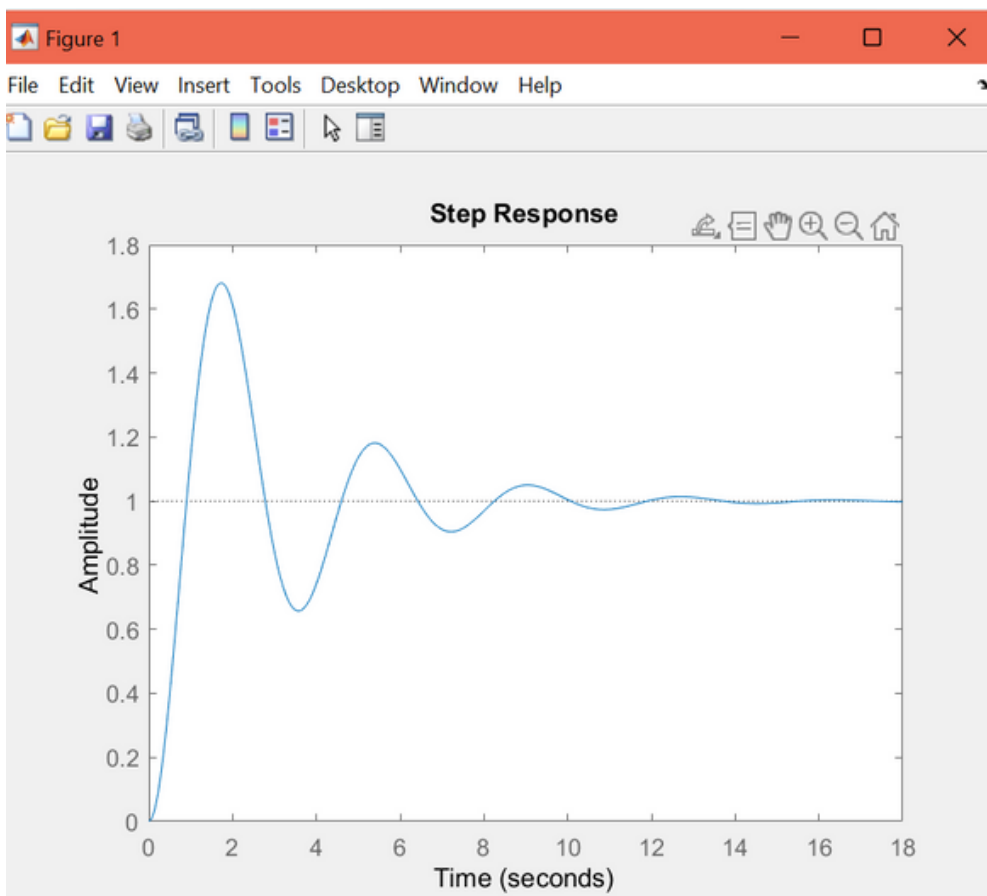 Figure 1
File Edit View Insert Tools Desktop Window Help
Step Response
1.8
1.6
1.4
1.2
1
0.8
0.6
0.4
0.2
0
Amplitude
0 2 4 6 8 10 12 14 16 18
Time (seconds)